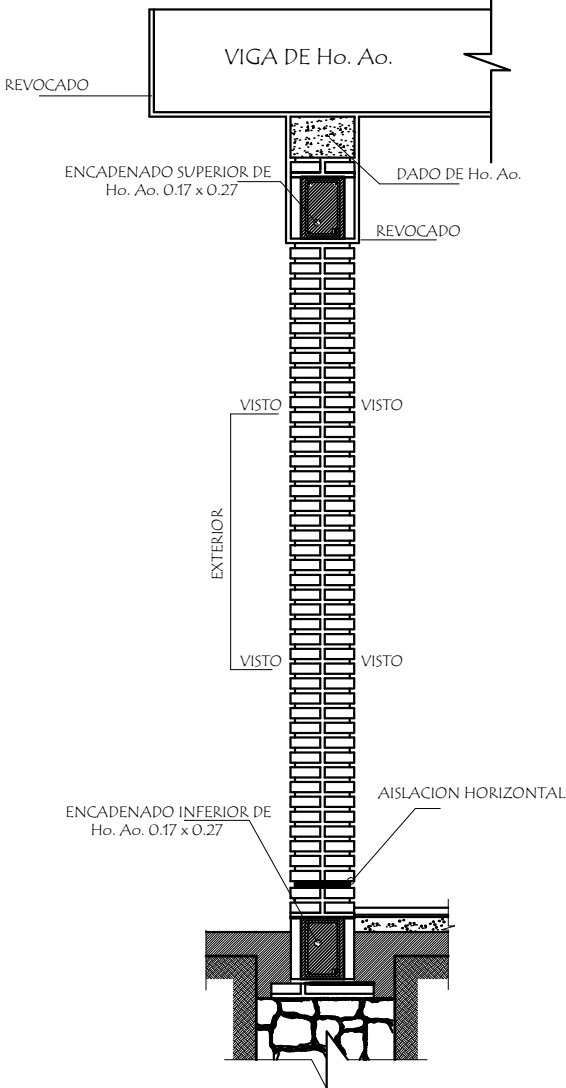 VIGA DE Ho. Ao.
REVOCADO
ENCADENADO SUPERIOR DE
Ho. Ao. 0.17 x 0.27
DADO DE Ho. Ao.
REVOCADO
VISTO
VISTO
EXTERIOR
VISTO
VISTO
AISLACION HORIZONTAL
ENCADENADO INFERIOR DE
Ho. Ao. 0.17 x 0.27